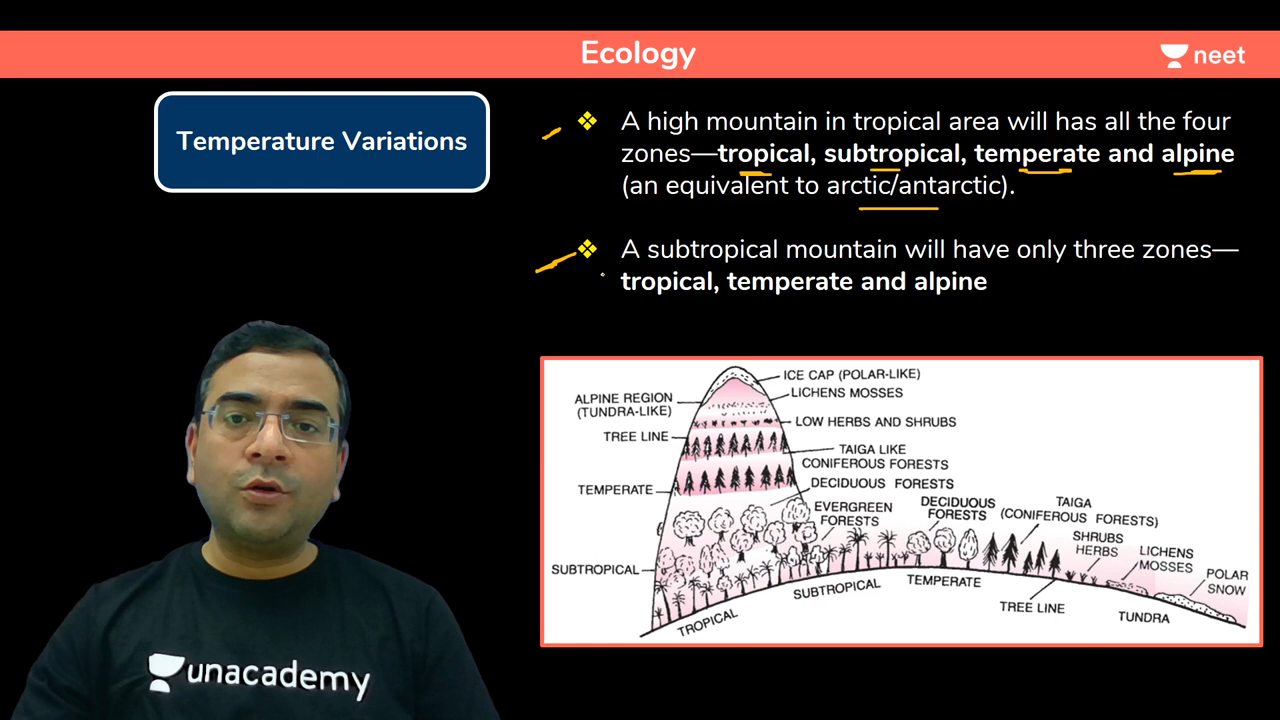 Ecology
neet
Temperature Variations
❖ A high mountain in tropical area will has all the four
zones—tropical, subtropical, temperate and alpine
(an equivalent to arctic/antarctic).
❖ A subtropical mountain will have only three zones—
tropical, temperate and alpine
ICE CAP (POLAR-LIKE)
LICHENS MOSSES
ALPINE REGION
(TUNDRA-LIKE)
LOW HERBS AND SHRUBS
TREE LINE
TAIGA LIKE
CONIFEROUS FORESTS
DECIDUOUS FORESTS
TEMPERATE
EVERGREEN
FORESTS
DECIDUOUS
FORESTS
TAIGA
(CONIFEROUS FORESTS)
SHRUBS
HERBS
LICHENS
MOSSES
POLAR
SNOW
SUBTROPICAL
TROPICAL
SUBTROPICAL
TEMPERATE
TREE LINE
TUNDRA
unacademy